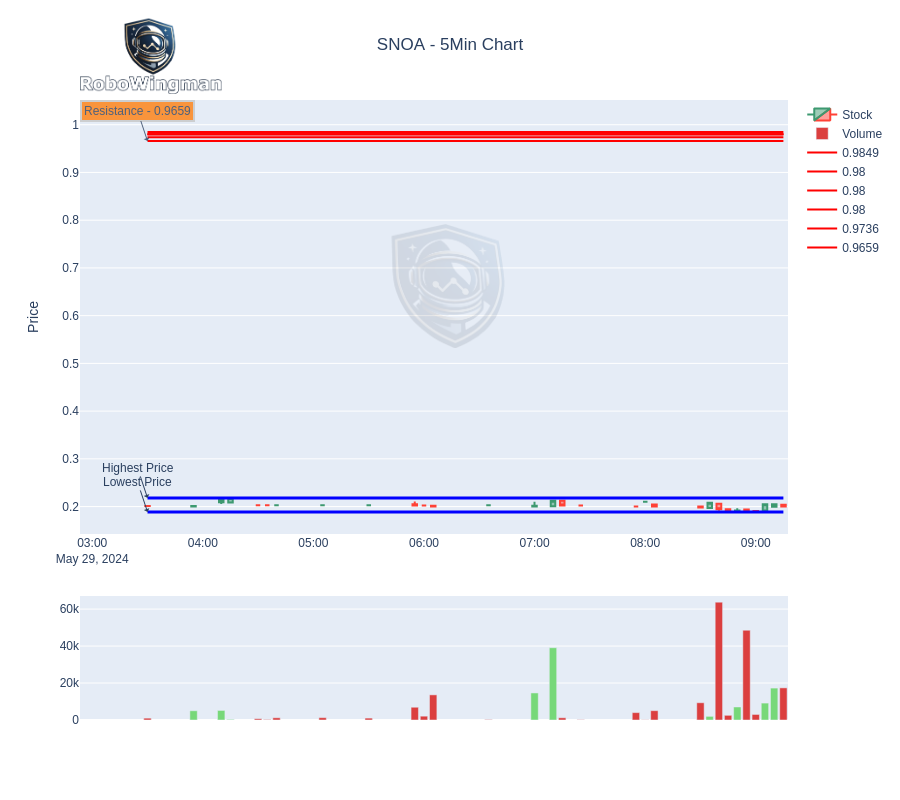 SNOA - 5Min Chart
RoboWingman
Resistance - 0.9659
Stock
Volume
0.9849
0.98
0.98
0.98
0.9736
0.9659
Price
1
0.9
0.8
0.7
0.6
0.5
0.4
0.3
0.2
Highest Price
Lowest Price
03:00 04:00 05:00 06:00 07:00 08:00 09:00
May 29, 2024
60k
40k
20k
0